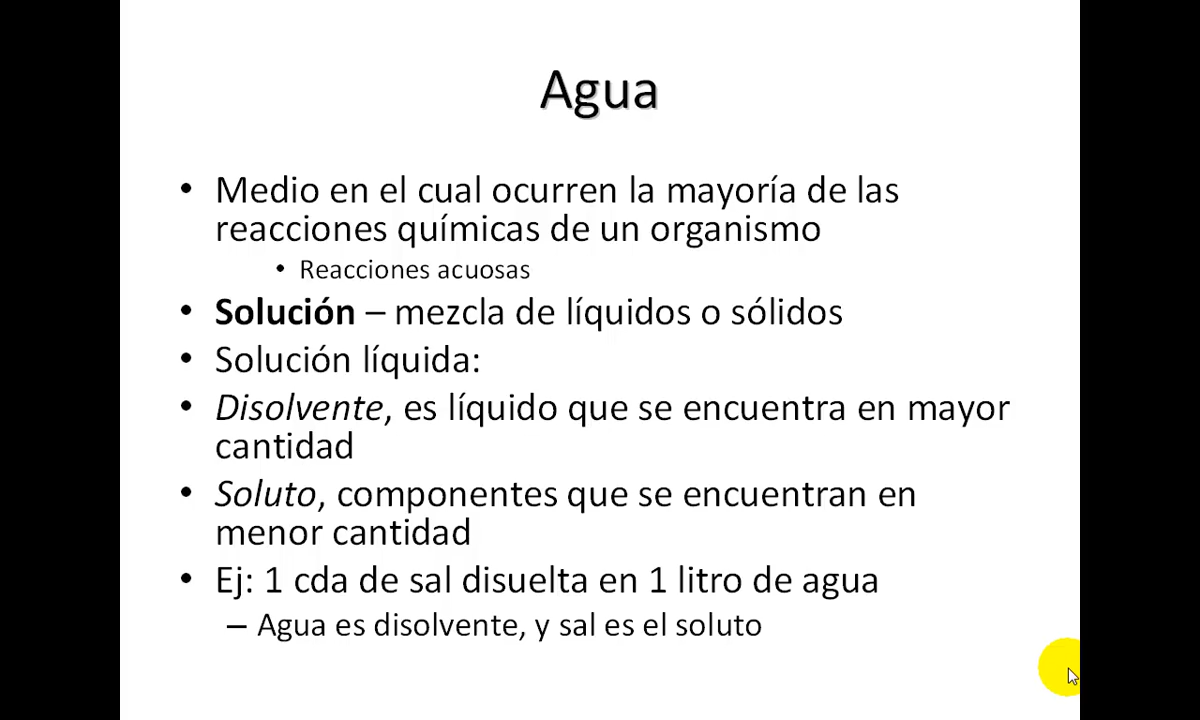 Agua
• Medio en el cual ocurren la mayoría de las
reacciones químicas de un organismo
• Reacciones acuosas
• Solución – mezcla de líquidos o sólidos
• Solución líquida:
• Disolvente, es líquido que se encuentra en mayor
cantidad
• Soluto, componentes que se encuentran en
menor cantidad
• Ej: 1 cda de sal disuelta en 1 litro de agua
– Agua es disolvente, y sal es el soluto